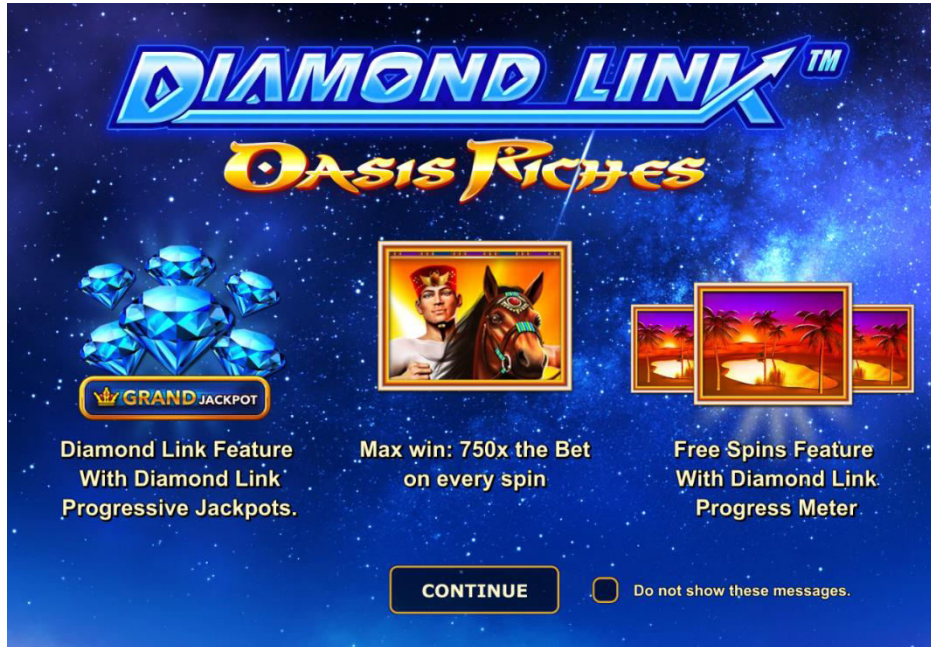 DIAMOND LINK™
OASIS RICHES
GRAND JACKPOT
Diamond Link Feature
With Diamond Link
Progressive Jackpots.
Max win: 750x the Bet
on every spin
Free Spins Feature
With Diamond Link
Progress Meter
CONTINUE
Do not show these messages.